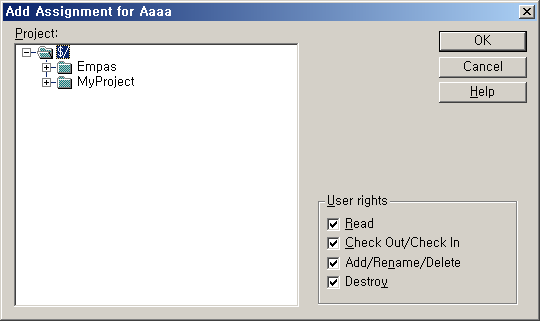 Add Assignment for Aaaa
Project:
$/
Empas
MyProject
OK
Cancel
Help
User rights
Read
Check Out/Check In
Add/Rename/Delete
Destroy